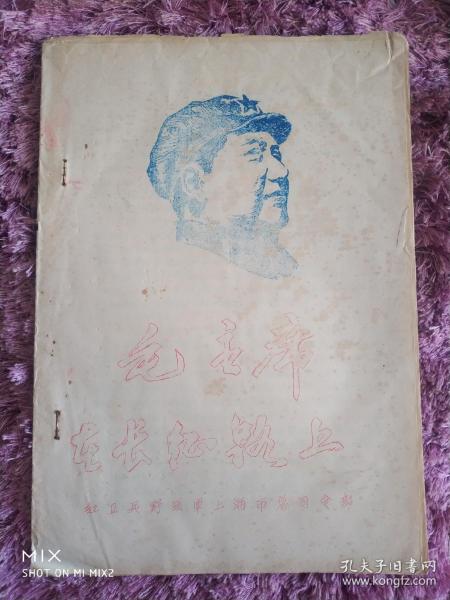 毛主席
在长征路上
红卫兵野战军上海市总司令部
MIX
SHOT ON MI MIX2
孔夫子旧书网
www.kongfz.com